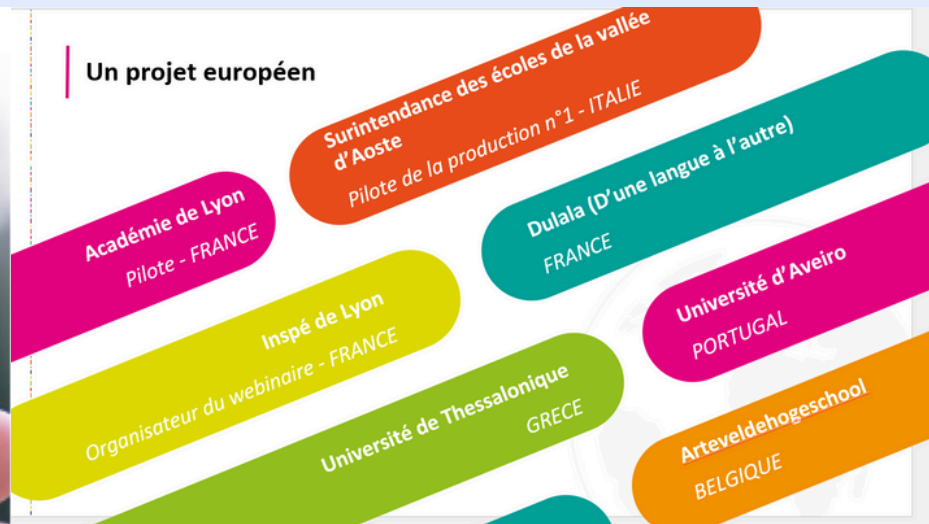 Un projet européen
Surintendance des écoles de la vallée
d'Aoste
Pilote de la production n°1 - ITALIE
Académie de Lyon
Pilote - FRANCE
Dulala (D'une langue à l'autre)
FRANCE
Inspé de Lyon
Organisateur du webinaire - FRANCE
Université d'Aveiro
PORTUGAL
Université de Thessalonique
GRECE
Arteveldehogeschool
BELGIQUE